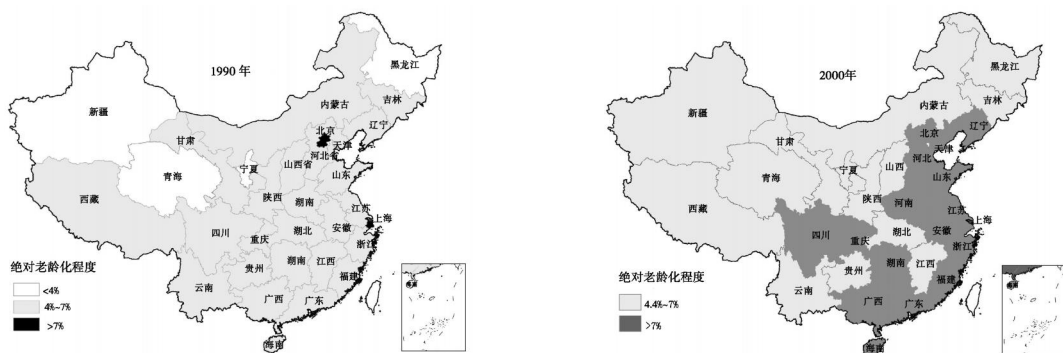 1990 年
黑龙江
吉林
辽宁
内蒙古
新疆
甘肃
北京
天津
河北省
山西省
宁夏
山东
青海
陕西
湖南
江苏
西藏
上海
四川
重庆
湖北
安徽
浙江
贵州
湖南
江西
福建
云南
广西
广东
海南
绝对老龄化程度
<4%
4%~7%
>7%
海南
2000年
黑龙江
吉林
辽宁
内蒙古
新疆
甘肃
北京
天津
河北
山西
宁夏
山东
青海
陕西
河南
江苏
西藏
上海
四川
重庆
湖北
安徽
浙江
贵州
湖南
江西
福建
云南
广西
广东
海南
绝对老龄化程度
4.4%~7%
>7%
海南